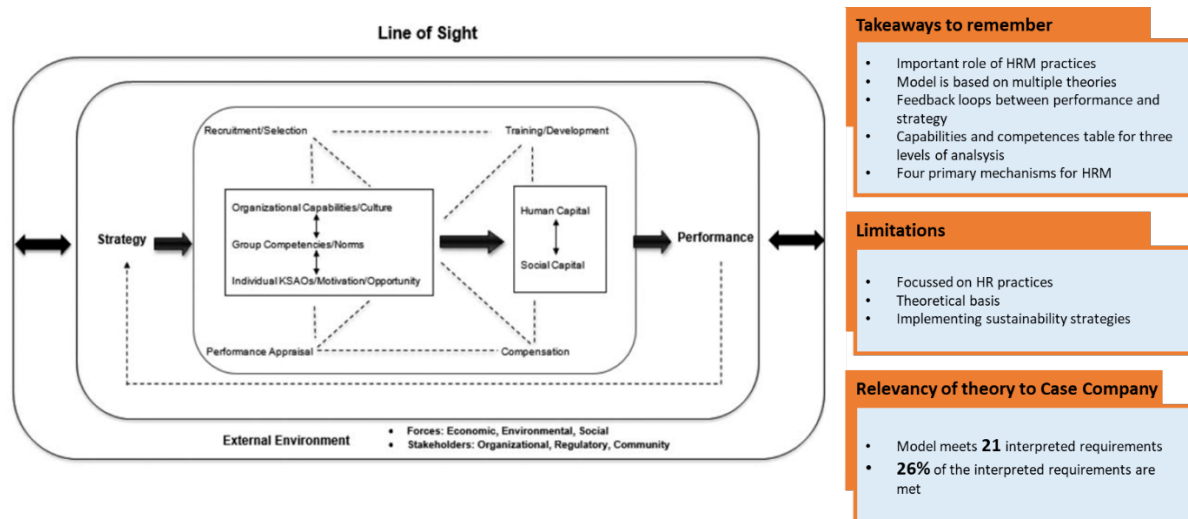 Line of Sight
Recruitment/Selection
Training/Development
Organizational Capabilities/Culture
Group Competencies/Norms
Individual KSAOs/Motivation/Opportunity
Human Capital
Social Capital
Strategy
Performance
Performance Appraisal
Compensation
External Environment
• Forces: Economic, Environmental, Social
• Stakeholders: Organizational, Regulatory, Community
Takeaways to remember
• Important role of HRM practices
• Model is based on multiple theories
• Feedback loops between performance and
strategy
• Capabilities and competences table for three
levels of analsysis
• Four primary mechanisms for HRM
Limitations
• Focussed on HR practices
• Theoretical basis
• Implementing sustainability strategies
Relevancy of theory to Case Company
• Model meets 21 interpreted requirements
• 26% of the interpreted requirements are
met